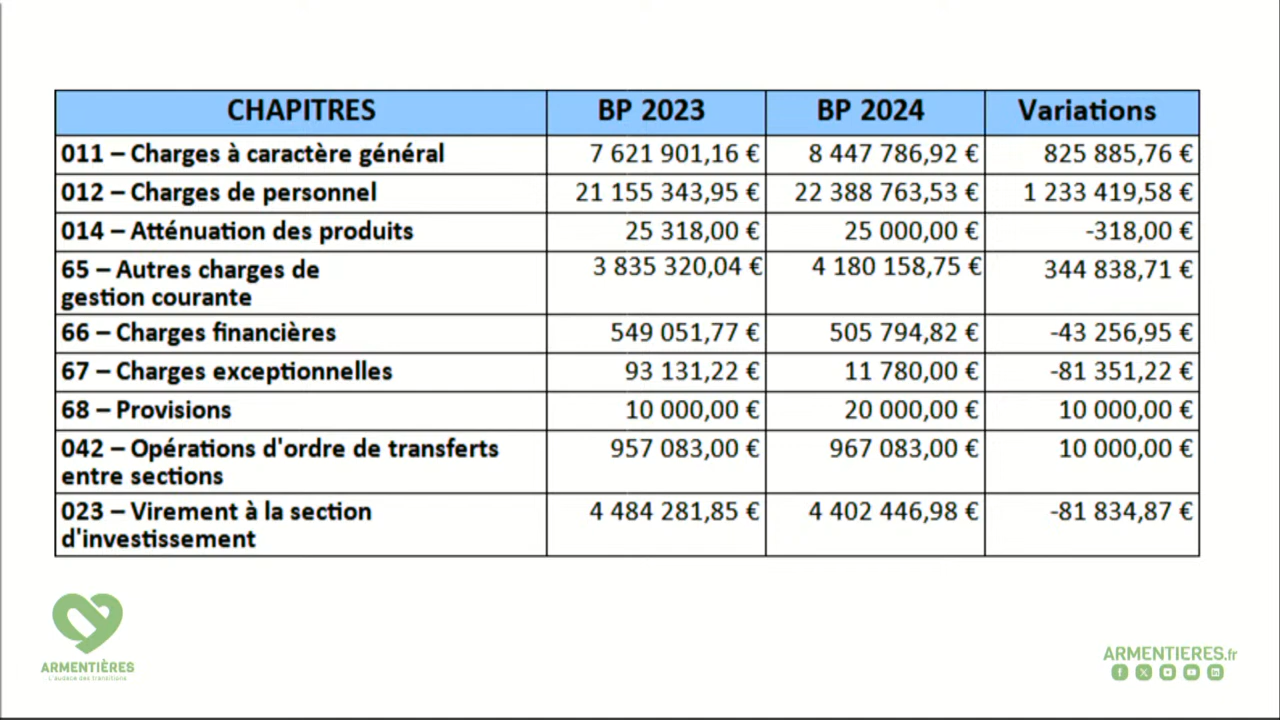 CHAPITRES BP 2023 BP 2024 Variations
011 – Charges à caractère général 7 621 901,16 € 8 447 786,92 € 825 885,76 €
012 – Charges de personnel 21 155 343,95 € 22 388 763,53 € 1 233 419,58 €
014 – Atténuation des produits 25 318,00 € 25 000,00 € -318,00 €
65 – Autres charges de 3 835 320,04 € 4 180 158,75 € 344 838,71 €
gestion courante
66 – Charges financières 549 051,77 € 505 794,82 € -43 256,95 €
67 – Charges exceptionnelles 93 131,22 € 11 780,00 € -81 351,22 €
68 – Provisions 10 000,00 € 20 000,00 € 10 000,00 €
042 – Opérations d'ordre de transferts 957 083,00 € 967 083,00 € 10 000,00 €
entre sections
023 – Virement à la section 4 484 281,85 € 4 402 446,98 € -81 834,87 €
d'investissement
ARMENTIÈRES
L'audace des transitions
ARMENTIERES.fr